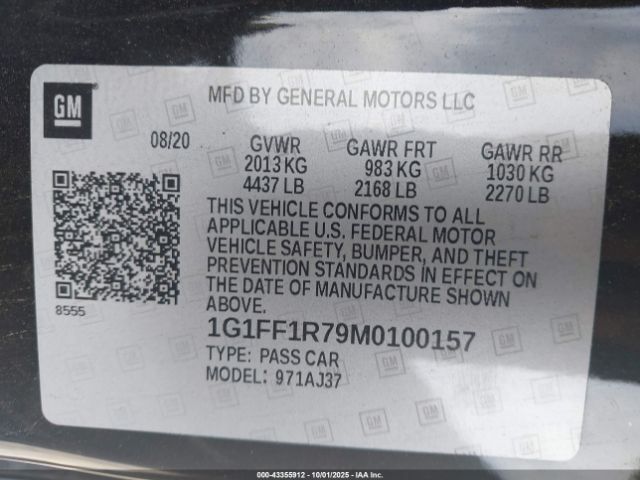 GM
MFD BY GENERAL MOTORS LLC
08/20
GVWR GAWR FRT GAWR RR
2013 KG 983 KG 1030 KG
4437 LB 2168 LB 2270 LB
THIS VEHICLE CONFORMS TO ALL
APPLICABLE U.S. FEDERAL MOTOR
VEHICLE SAFETY, BUMPER, AND THEFT
PREVENTION STANDARDS IN EFFECT ON
THE DATE OF MANUFACTURE SHOWN
ABOVE.
8555
1G1FF1R79M0100157
TYPE: PASS CAR
MODEL: 971AJ37
000-43355912 - 10/01/2025 - IAA Inc.